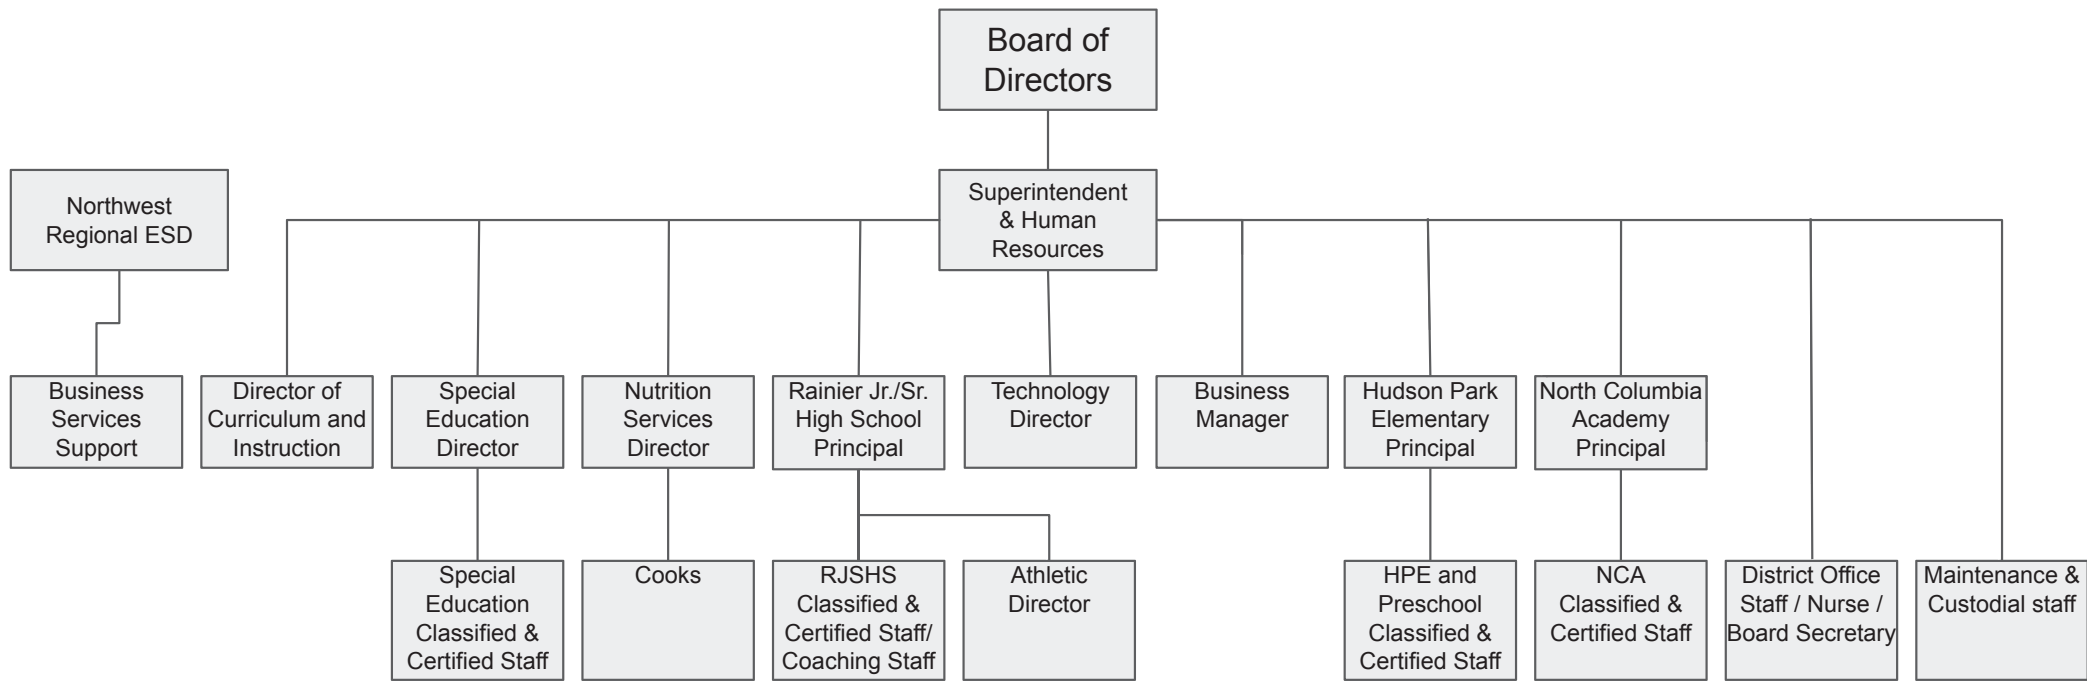 Board of
Directors
Northwest
Regional ESD
Superintendent
& Human
Resources
Business
Services
Support
Director of
Curriculum and
Instruction
Special
Education
Director
Nutrition
Services
Director
Rainier Jr./Sr.
High School
Principal
Technology
Director
Business
Manager
Hudson Park
Elementary
Principal
North Columbia
Academy
Principal
Special
Education
Classified &
Certified Staff
Cooks
RJSHS
Classified &
Certified Staff/
Coaching Staff
Athletic
Director
HPE and
Preschool
Classified &
Certified Staff
NCA
Classified &
Certified Staff
District Office
Staff / Nurse /
Board Secretary
Maintenance &
Custodial staff